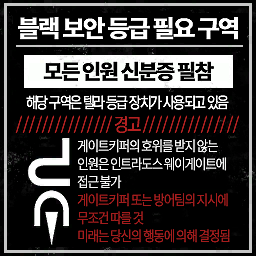 블랙 보안 등급 필요 구역
모든 인원 신분증 필참
해당 구역은 텔라 등급 장치가 사용되고 있음
////////////////// 경고 //////////////////
게이트키퍼의 호위를 받지 않는
인원은 인트라도스 웨이게이트에
접근 불가
게이트키퍼 또는 방어팀의 지시에
무조건 따를 것
미래는 당신의 행동에 의해 결정됨